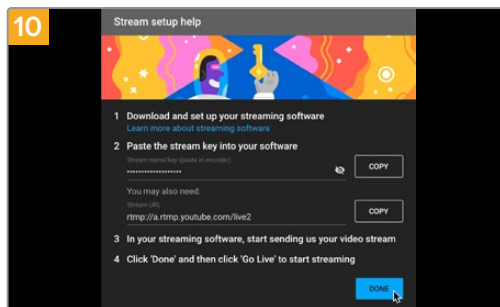 10
Stream setup help
1 Download and set up your streaming software
Learn more about streaming software
2 Paste the stream key into your software
Stream name/key (paste in encoder)
COPY
You may also need:
Stream URL
rtmp://a.rtmp.youtube.com/live2
COPY
3 In your streaming software, start sending us your video stream
4 Click 'Done' and then click 'Go Live' to start streaming
DONE